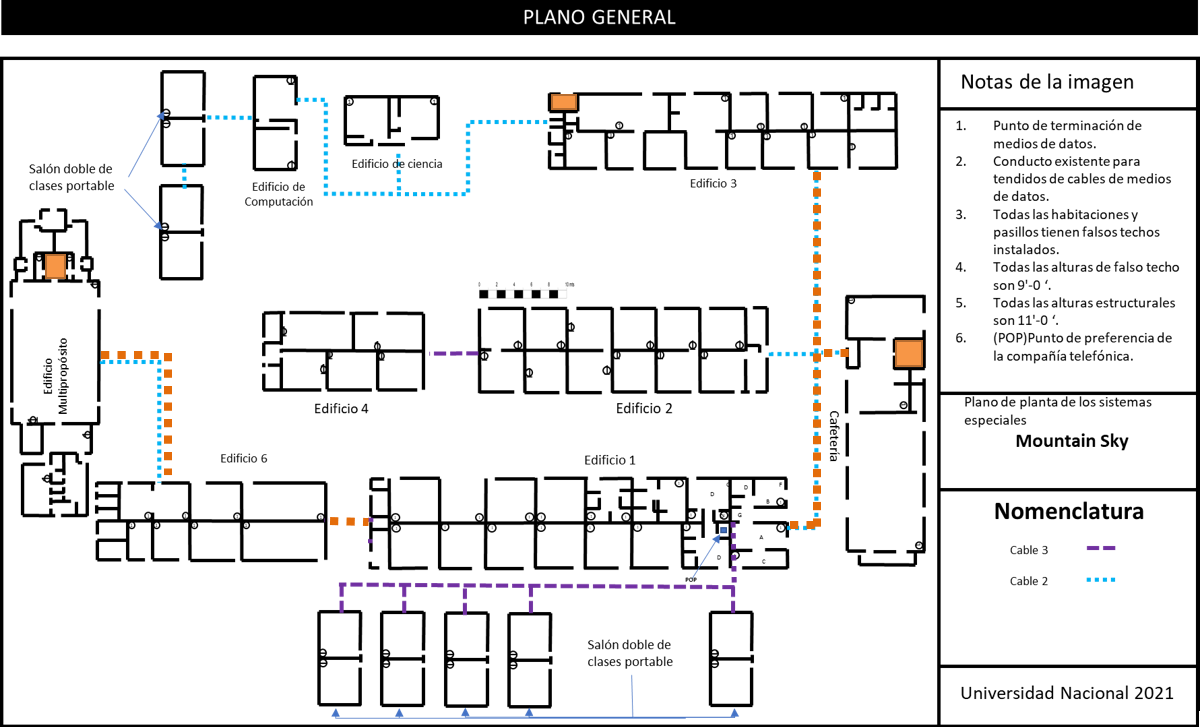 PLANO GENERAL
Notas de la imagen
1. Punto de terminación de
medios de datos.
2. Conducto existente para
tendidos de cables de medios
de datos.
3. Todas las habitaciones y
pasillos tienen falsos techos
instalados.
4. Todas las alturas de falso techo
son 9'-0 ‘.
5. Todas las alturas estructurales
son 11'-0 ‘.
6. (POP)Punto de preferencia de
la compañía telefónica.
Plano de planta de los sistemas
especiales
Mountain Sky
Nomenclatura
Cable 3
Cable 2
Universidad Nacional 2021
Salón doble de
clases portable
Edificio de
Computación
Edificio de ciencia
Edificio 3
Edificio
Multipropósito
0 2 4 6 8
Edificio 4
Edificio 2
Cafetería
Edificio 6
Edificio 1
D
D
F
B
G
A
D
C
POP
Salón doble de
clases portable